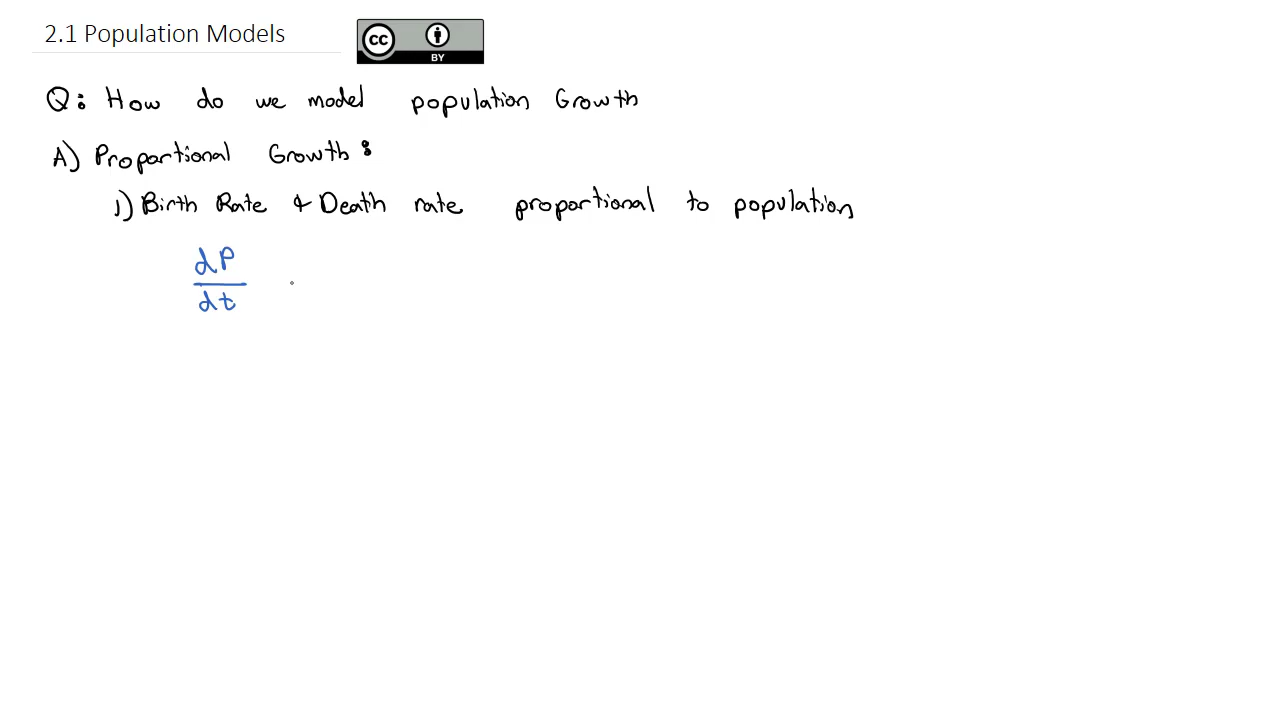 2.1 Population Models
CC BY
Q: How do we model population Growth
A) Proportional Growth:
1) Birth Rate & Death rate proportional to population
dP
dt